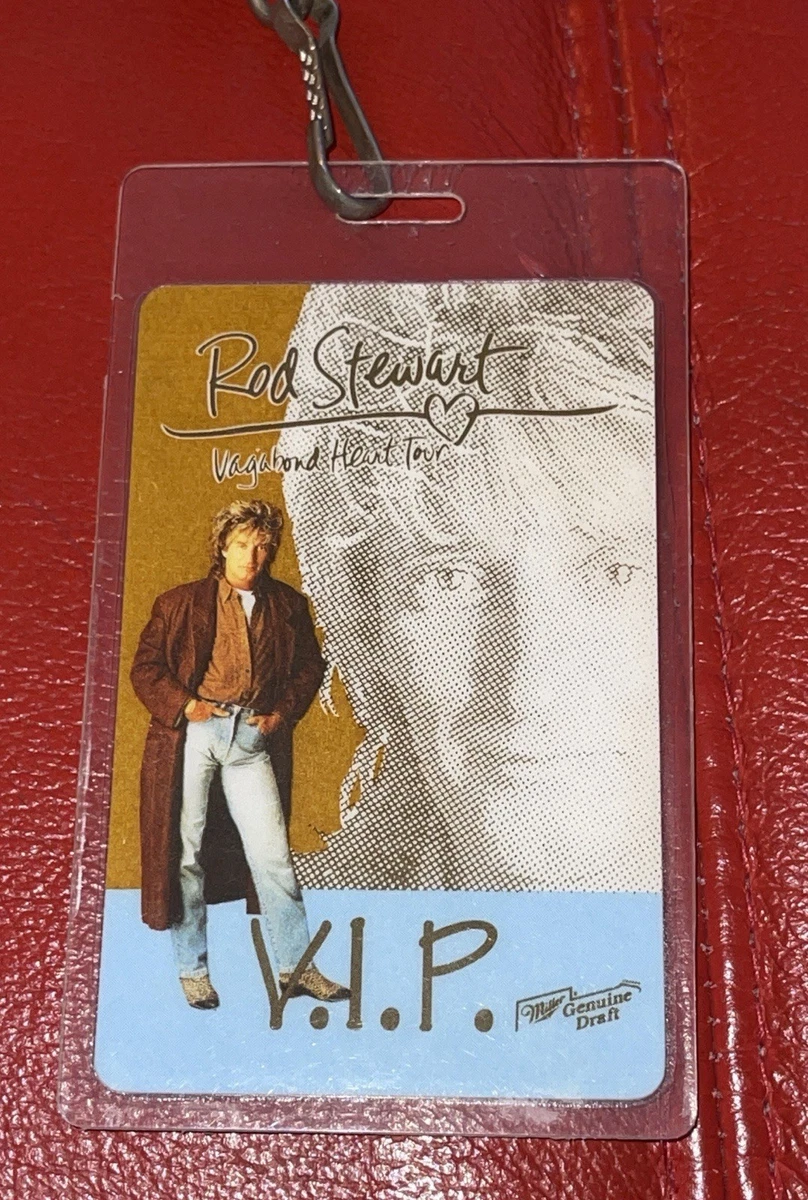 Rod Stewart
Vagabond Heart Tour
V.I.P.
Miller Genuine
Draft